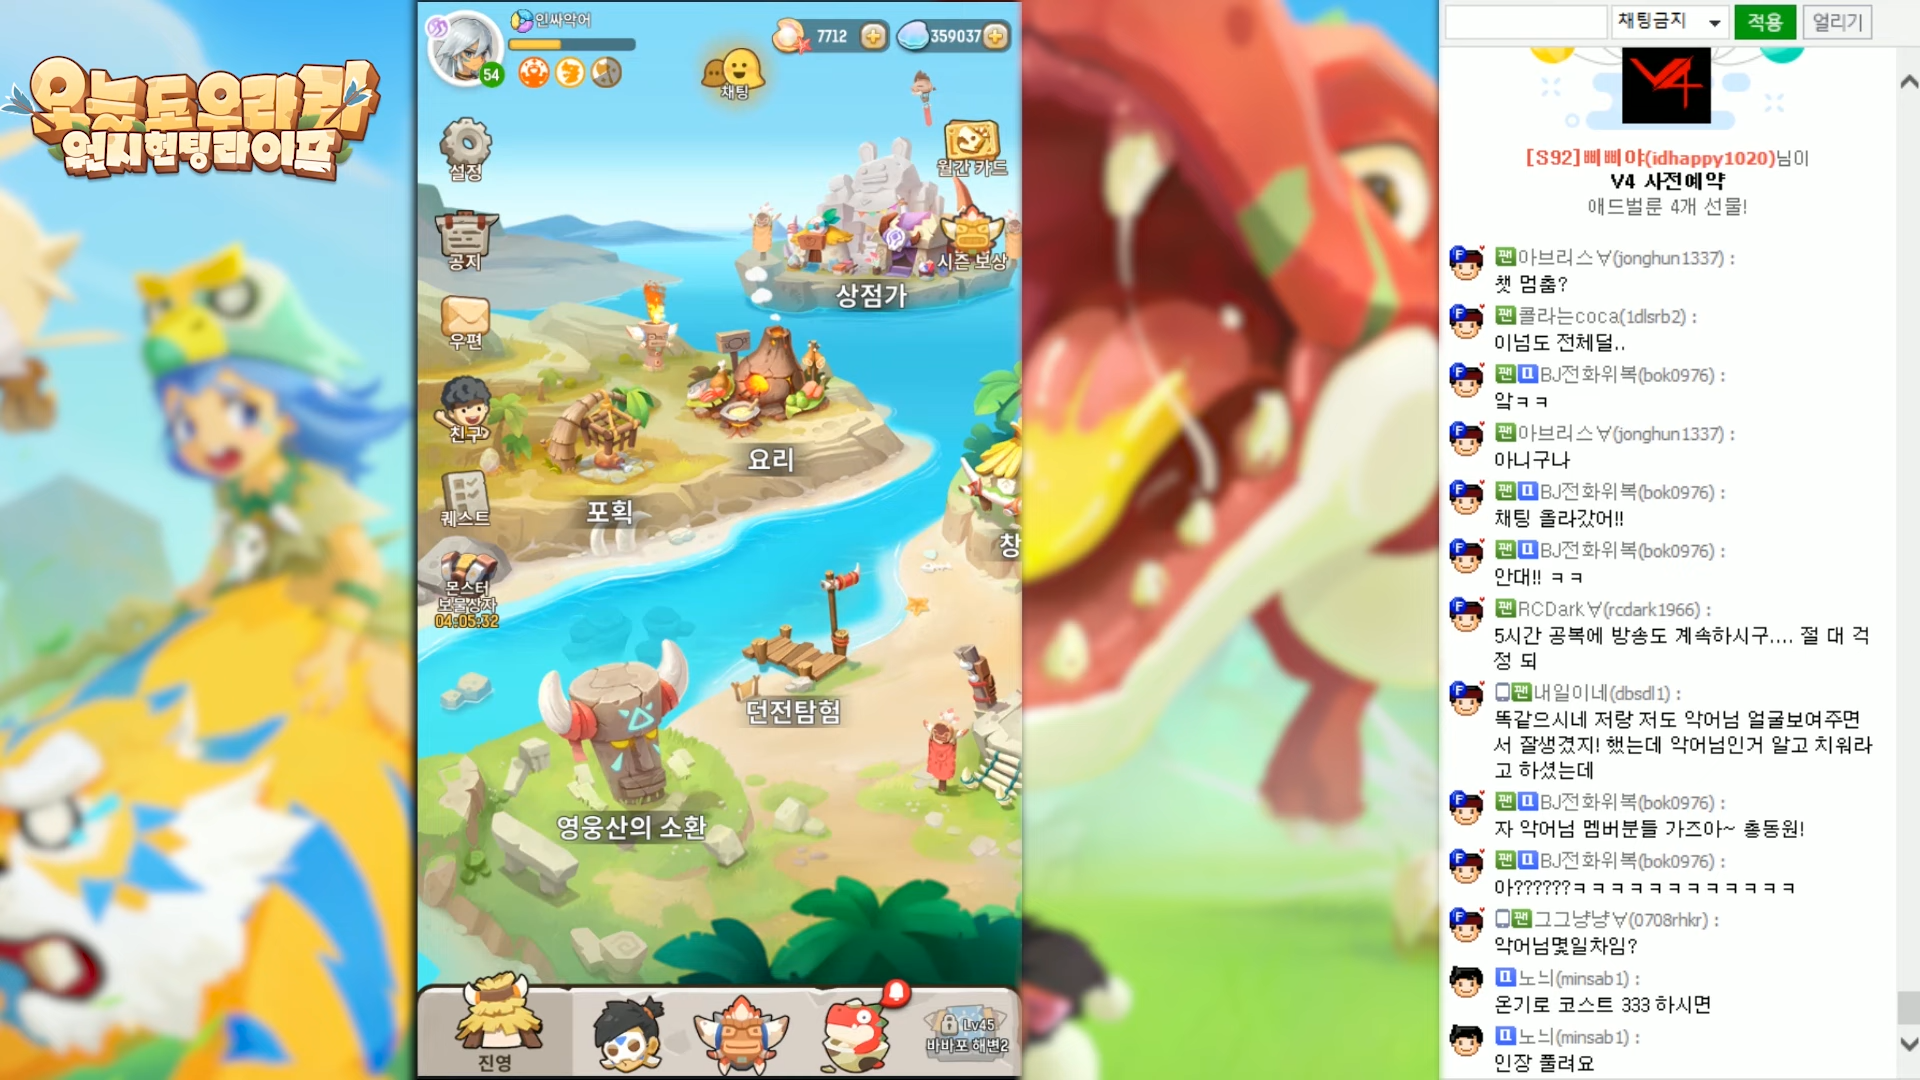 오늘도 우라라
원시헌팅라이프
인싸악어
54
7712
359037
채팅
설정
월간 카드
공지
시즌 보상
상점가
우편
친구
요리
포획
퀘스트
창
몬스터
보물상자
04:05:32
던전탐험
영웅산의 소환
진영
Lv45
바바포 해변2
채팅금지
적용
얼리기
V4
[S92]삐삐야(idhappy1020)님이
V4 사전예약
애드벌룬 4개 선물!
팬 아브리스∀(jonghun1337) :
챗 멈춤?
팬 콜라는coca(1dlsrb2) :
이넘도 전체덜..
팬 BJ전화위복(bok0976) :
앜ㅋㅋ
팬 아브리스∀(jonghun1337) :
아니구나
팬 BJ전화위복(bok0976) :
채팅 올라갔어!!
팬 BJ전화위복(bok0976) :
안대!! ㅋㅋ
팬 RCDark∀(rcdark1966) :
5시간 공복에 방송도 계속하시구.... 절 대 걱
정 되
팬 내일이네(dbsdl1) :
똑같으시네 저랑 저도 악어님 얼굴보여주면
서 잘생겼지! 했는데 악어님인거 알고 치워라
고 하셨는데
팬 BJ전화위복(bok0976) :
자 악어님 멤버분들 가즈아~ 총동원!
팬 BJ전화위복(bok0976) :
아??????ㅋㅋㅋㅋㅋㅋㅋㅋㅋㅋㅋㅋ
팬 그그냥냥∀(0708rhkr) :
악어님몇일차임?
노늬(minsab1) :
온기로 코스트 333 하시면
노늬(minsab1) :
인장 풀려요